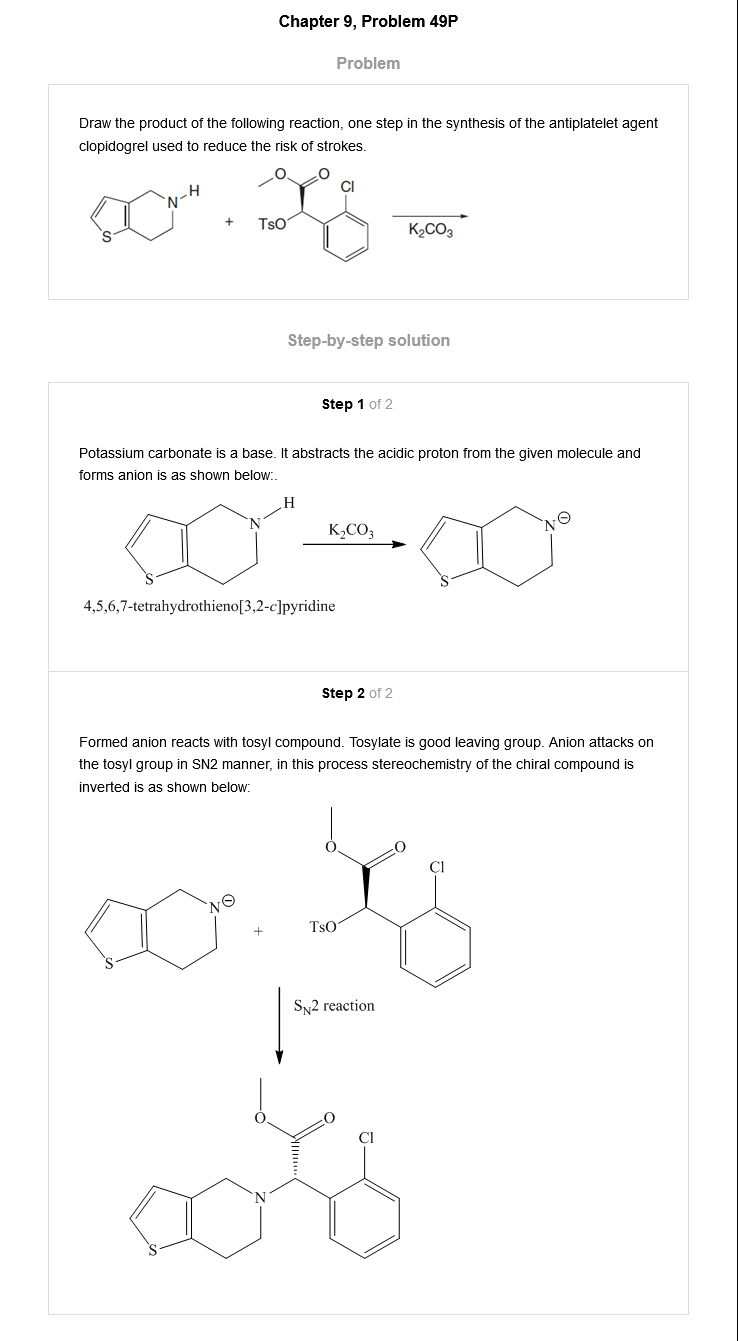 Chapter 9, Problem 49P
Problem
Draw the product of the following reaction, one step in the synthesis of the antiplatelet agent
clopidogrel used to reduce the risk of strokes.
S
N
H
+
TsO
O
O
Cl
K₂CO₃
Step-by-step solution
Step 1 of 2
Potassium carbonate is a base. It abstracts the acidic proton from the given molecule and
forms anion is as shown below:.
S
N
H
K₂CO₃
S
N⊖
4,5,6,7-tetrahydrothieno[3,2-c]pyridine
Step 2 of 2
Formed anion reacts with tosyl compound. Tosylate is good leaving group. Anion attacks on
the tosyl group in SN2 manner, in this process stereochemistry of the chiral compound is
inverted is as shown below:
S
N⊖
+
O
O
Cl
TsO
S_N2 reaction
O
O
Cl
N
S